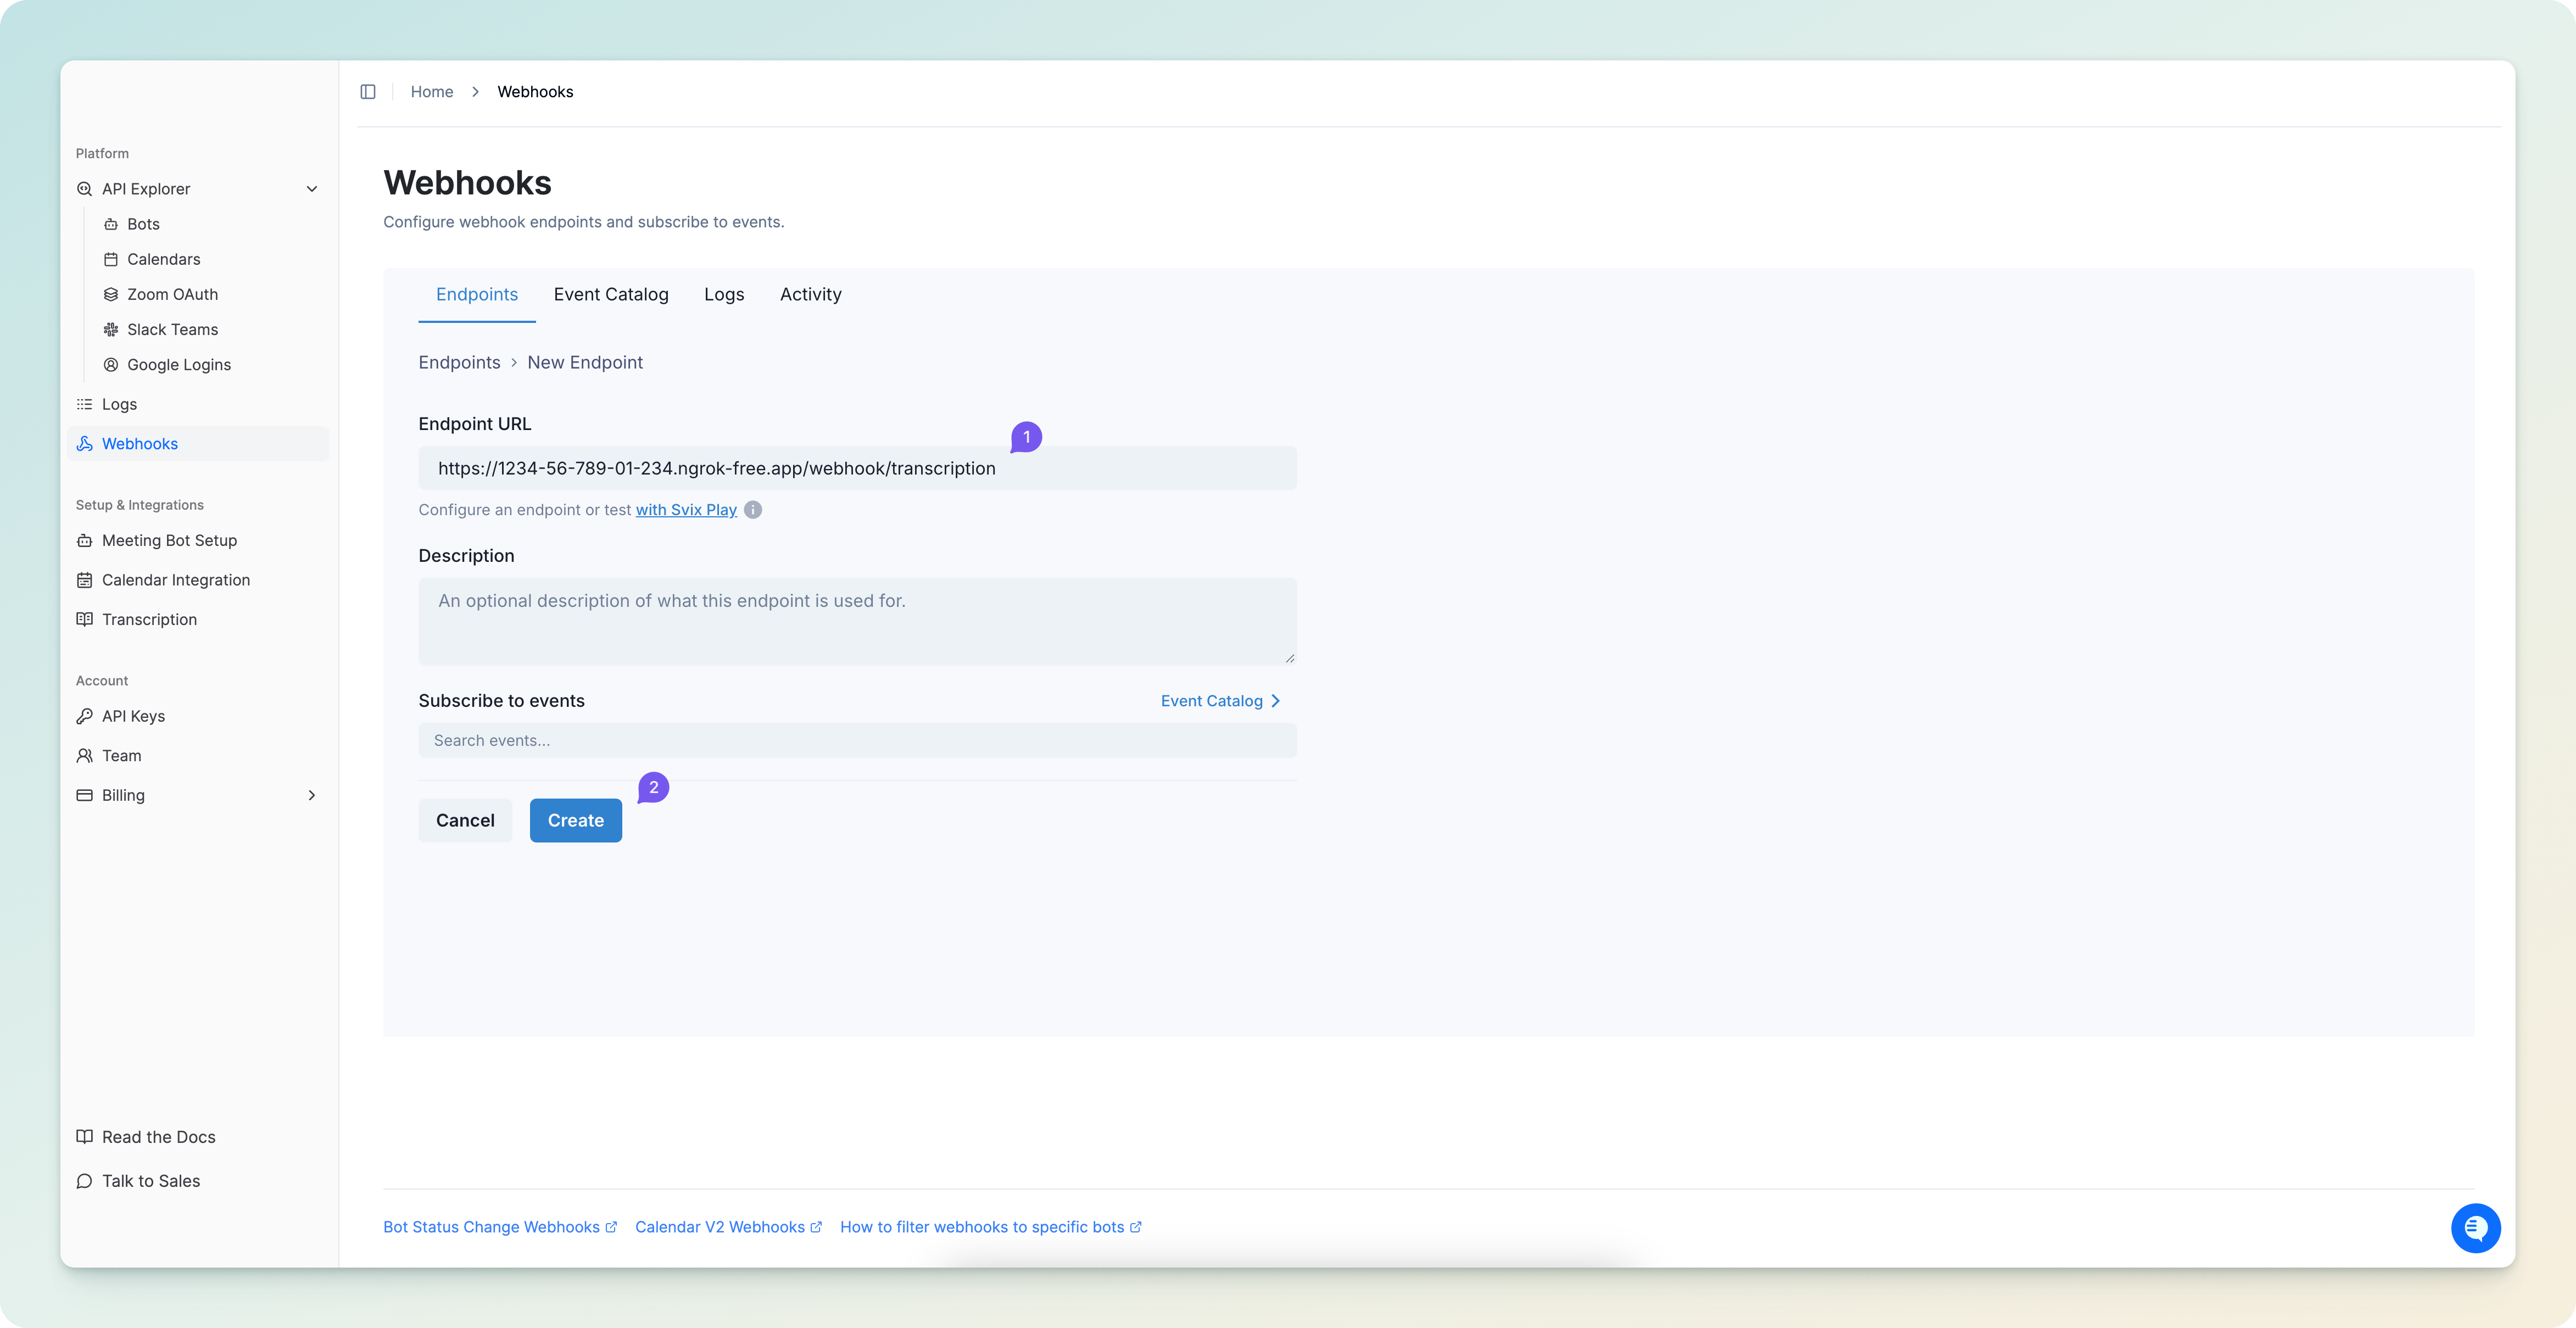 Platform
API Explorer
Bots
Calendars
Zoom OAuth
Slack Teams
Google Logins
Logs
Webhooks
Setup & Integrations
Meeting Bot Setup
Calendar Integration
Transcription
Account
API Keys
Team
Billing
Read the Docs
Talk to Sales
Home > Webhooks
Webhooks
Configure webhook endpoints and subscribe to events.
Endpoints Event Catalog Logs Activity
Endpoints > New Endpoint
Endpoint URL
1
https://1234-56-789-01-234.ngrok-free.app/webhook/transcription
Configure an endpoint or test with Svix Play
Description
An optional description of what this endpoint is used for.
Subscribe to events Event Catalog >
Search events...
2
Cancel Create
Bot Status Change Webhooks Calendar V2 Webhooks How to filter webhooks to specific bots